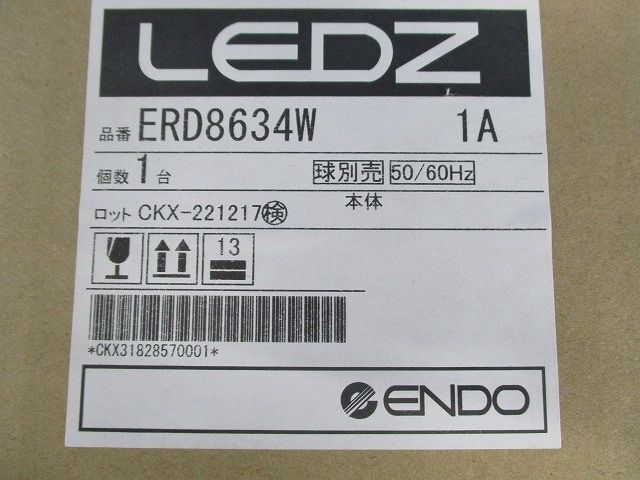 LEDZ
品番 ERD8634W 1A
個数 1 台 球別売 50/60Hz
本体
ロット CKX-221217 検
13
*CKX31828570001*
ENDO